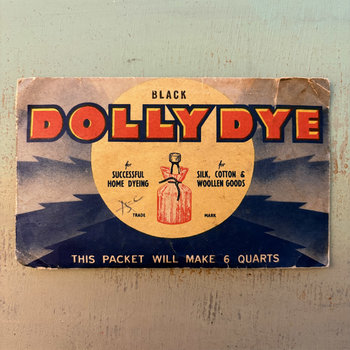 BLACK
DOLLY DYE
for
SUCCESSFUL
HOME DYEING
for
SILK, COTTON &
WOOLLEN GOODS
TRADE MARK
THIS PACKET WILL MAKE 6 QUARTS